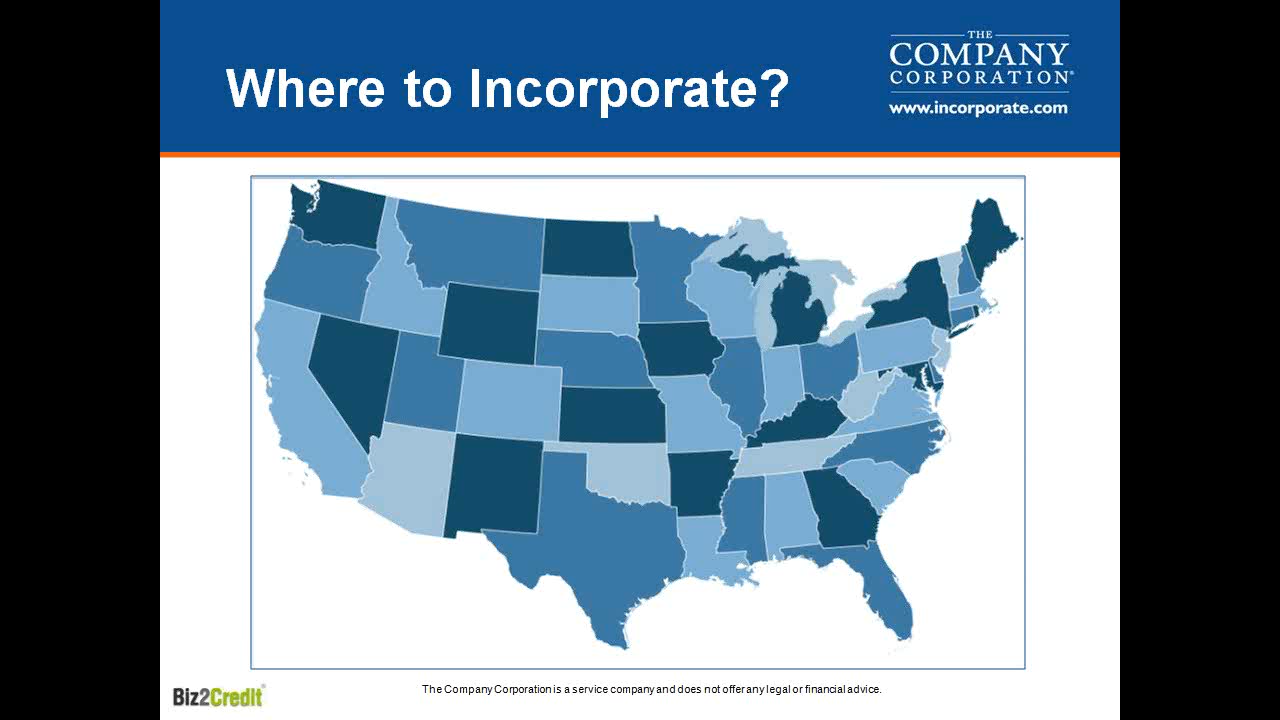 Where to Incorporate?
THE
COMPANY
CORPORATION®
www.incorporate.com
Biz2Credit®
The Company Corporation is a service company and does not offer any legal or financial advice.